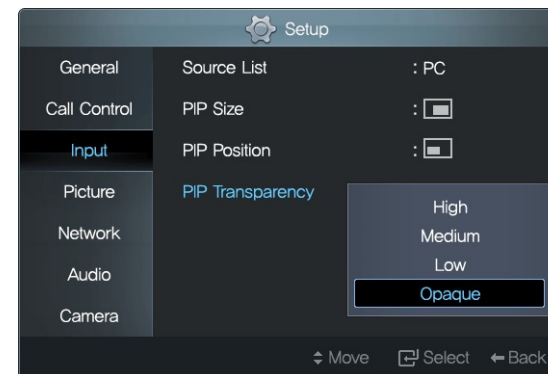 Setup
General
Source List : PC
Call Control
PIP Size :
Input
PIP Position :
Picture
PIP Transparency
High
Network
Medium
Low
Audio
Opaque
Camera
Move Select Back